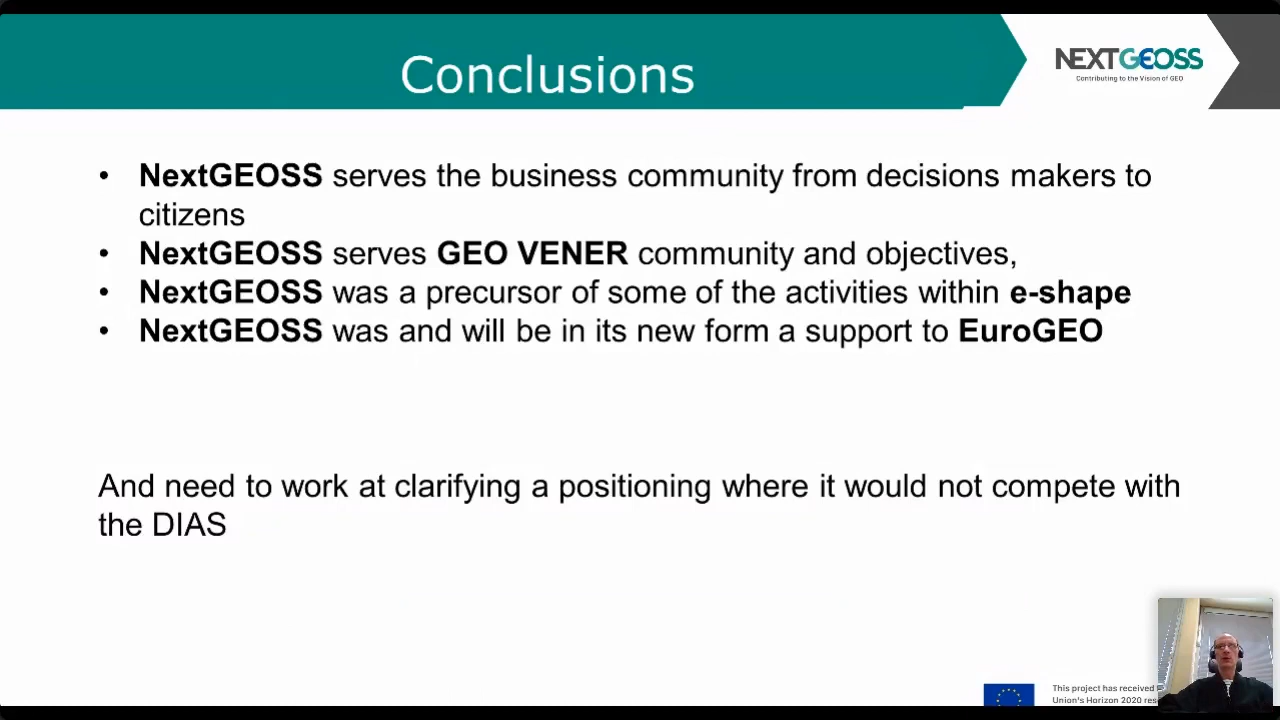 Conclusions
NEXTGEOSS
Contributing to the Vision of GEO
• NextGEOSS serves the business community from decisions makers to
citizens
• NextGEOSS serves GEO VENER community and objectives,
• NextGEOSS was a precursor of some of the activities within e-shape
• NextGEOSS was and will be in its new form a support to EuroGEO
And need to work at clarifying a positioning where it would not compete with
the DIAS
This project has received
Union's Horizon 2020